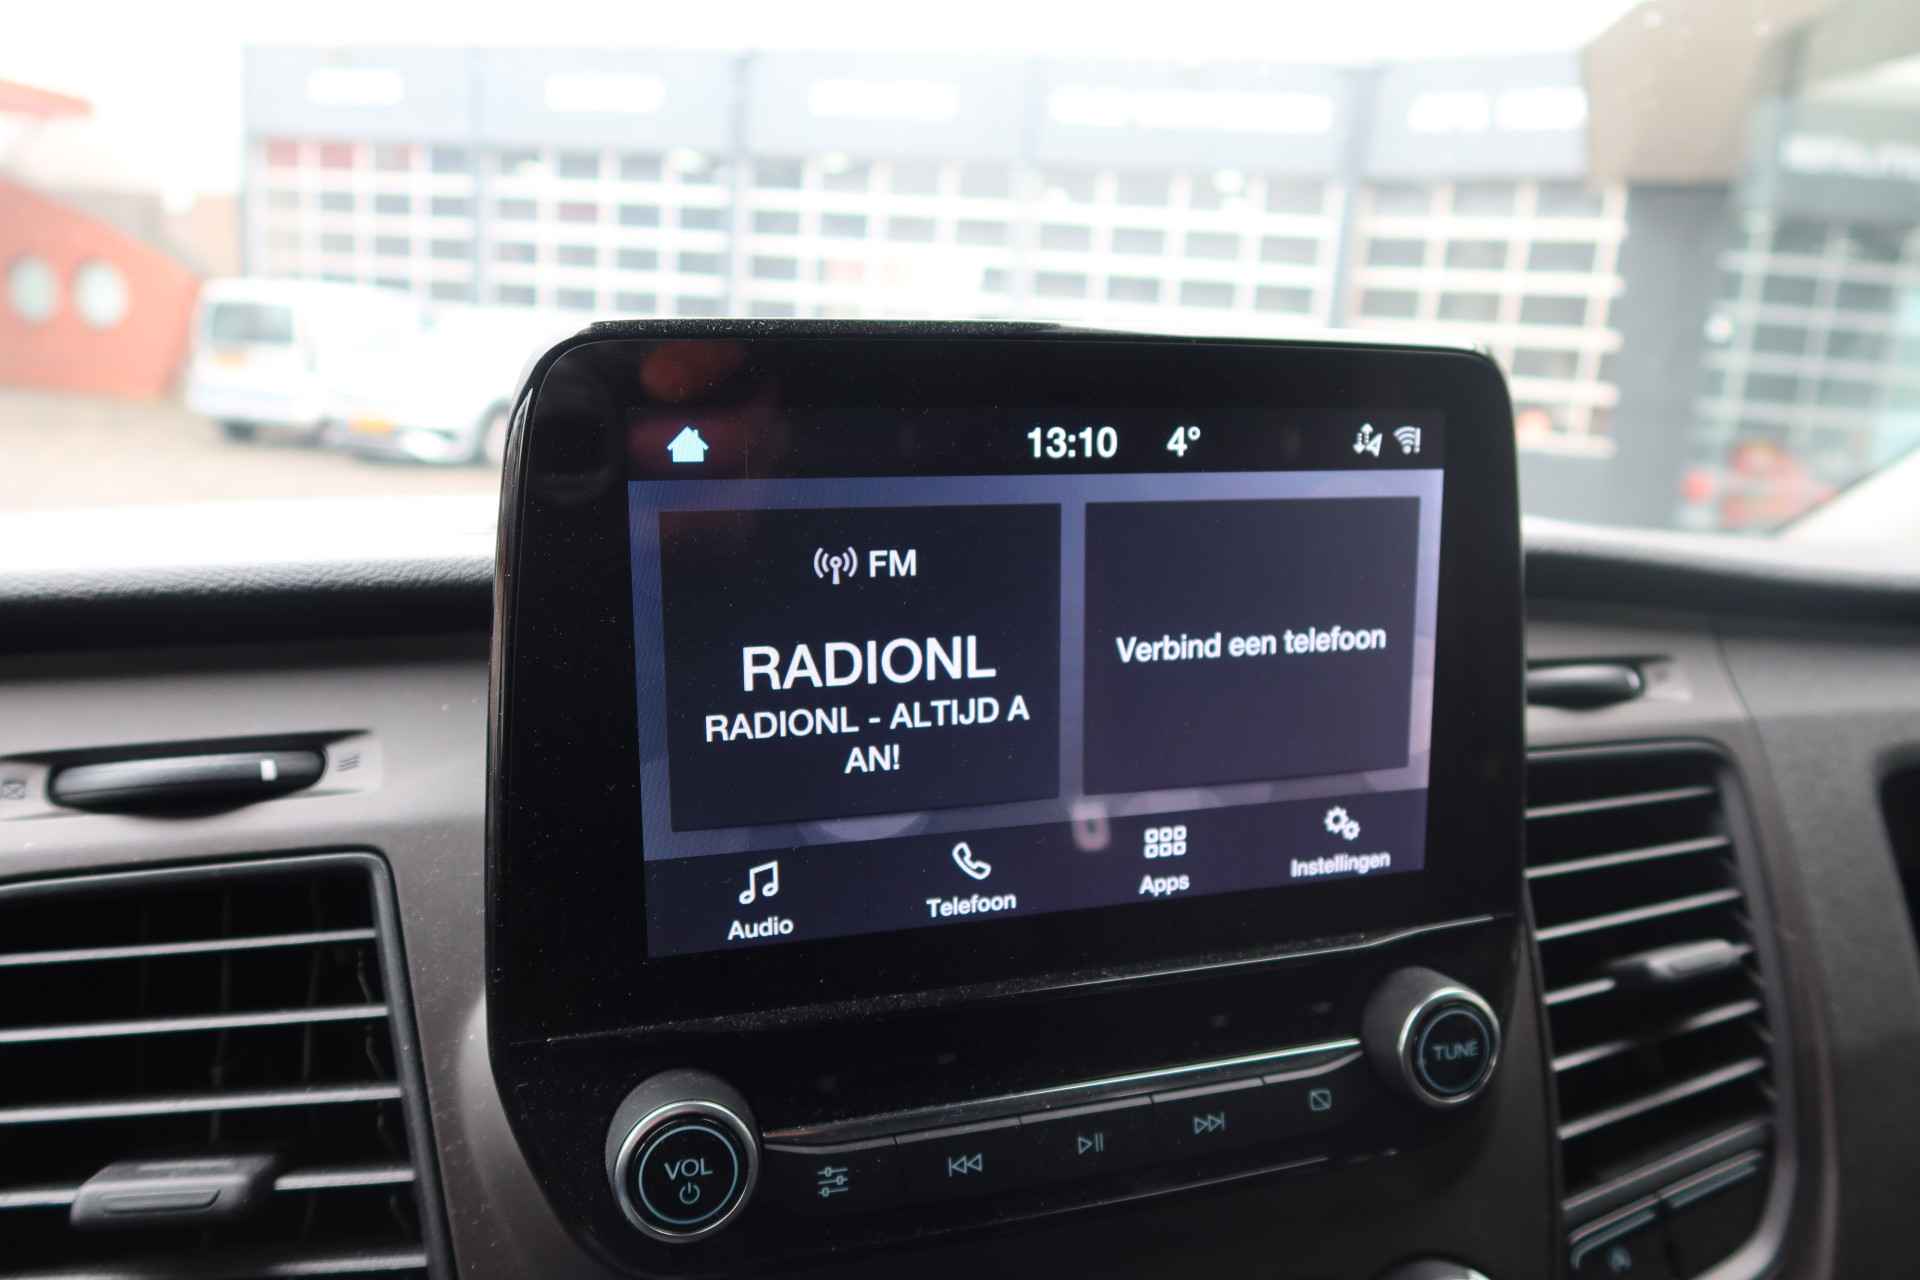 13:10 4°
FM
RADIONL
RADIONL - ALTIJD A
AN!
Verbind een telefoon
Audio
Telefoon
Apps
Instellingen
VOL
TUNE